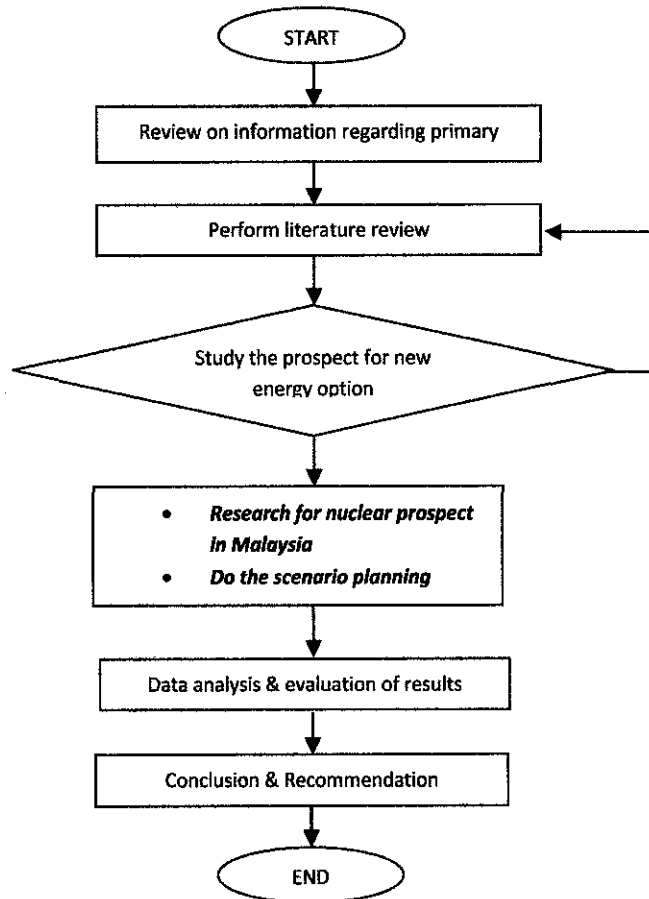 START
Review on information regarding primary
Perform literature review
Study the prospect for new
energy option
• Research for nuclear prospect
in Malaysia
• Do the scenario planning
Data analysis & evaluation of results
Conclusion & Recommendation
END